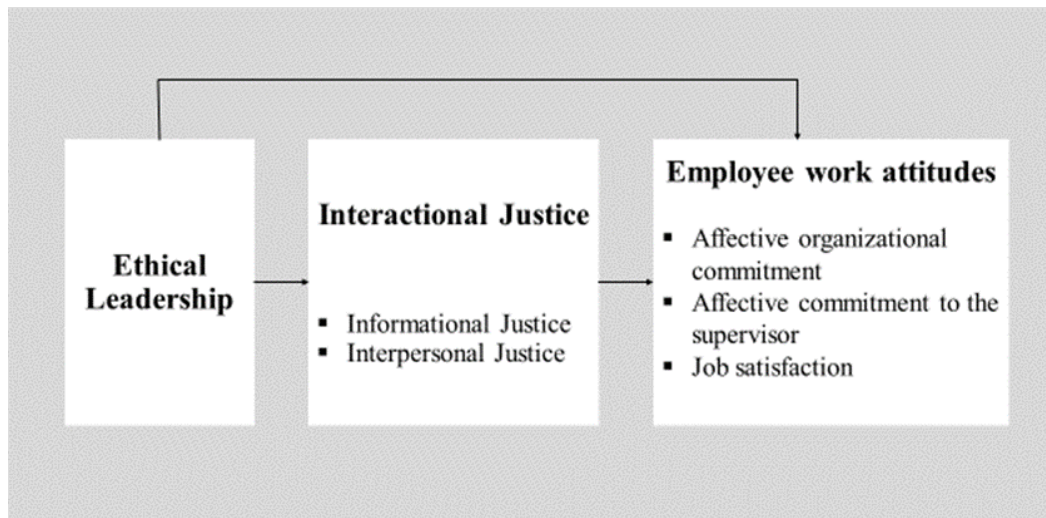 Ethical
Leadership
Interactional Justice
▪ Informational Justice
▪ Interpersonal Justice
Employee work attitudes
▪ Affective organizational
commitment
▪ Affective commitment to the
supervisor
▪ Job satisfaction